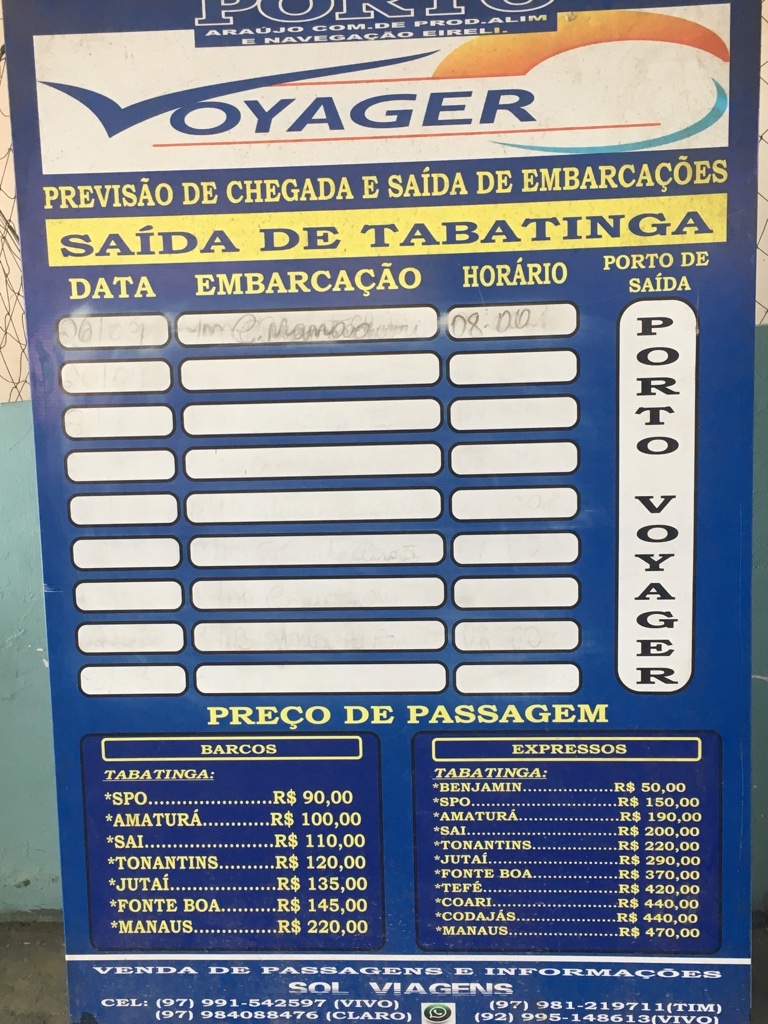 PORTO
ARAÚJO COM.DE PROD.ALIM
E NAVEGAÇÃO EIRELI.
VOYAGER
PREVISÃO DE CHEGADA E SAÍDA DE EMBARCAÇÕES
SAÍDA DE TABATINGA
DATA EMBARCAÇÃO HORÁRIO PORTO DE SAÍDA
08:00
PORTO VOYAGER
PREÇO DE PASSAGEM
BARCOS
TABATINGA:
*SPO......................R$ 90,00
*AMATURÁ............R$ 100,00
*SAI.......................R$ 110,00
*TONANTINS.........R$ 120,00
*JUTAÍ...................R$ 135,00
*FONTE BOA..........R$ 145,00
*MANAUS...............R$ 220,00
EXPRESSOS
TABATINGA:
*BENJAMIN................R$ 50,00
*SPO..........................R$ 150,00
*AMATURÁ..................R$ 190,00
*SAI...........................R$ 200,00
*TONANTINS...............R$ 220,00
*JUTAÍ.......................R$ 290,00
*FONTE BOA...............R$ 370,00
*TEFÉ........................R$ 420,00
*COARI......................R$ 440,00
*CODAJÁS..................R$ 440,00
*MANAUS...................R$ 470,00
VENDA DE PASSAGENS E INFORMAÇÕES
SOL VIAGENS
CEL: (97) 991-542597 (VIVO) (97) 981-219711(TIM)
(97) 984088476 (CLARO) (92) 995-148613(VIVO)